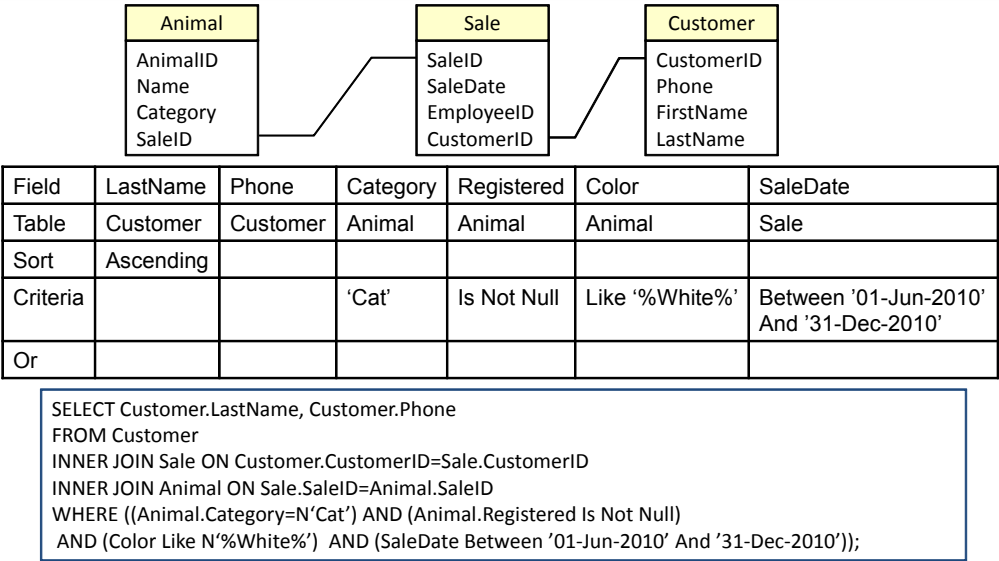 Animal
AnimalID
Name
Category
SaleID
Sale
SaleID
SaleDate
EmployeeID
CustomerID
Customer
CustomerID
Phone
FirstName
LastName
Field LastName Phone Category Registered Color SaleDate
Table Customer Customer Animal Animal Animal Sale
Sort Ascending
Criteria ‘Cat’ Is Not Null Like ‘%White%’ Between ’01-Jun-2010’
And ’31-Dec-2010’
Or
SELECT Customer.LastName, Customer.Phone
FROM Customer
INNER JOIN Sale ON Customer.CustomerID=Sale.CustomerID
INNER JOIN Animal ON Sale.SaleID=Animal.SaleID
WHERE ((Animal.Category=N‘Cat’) AND (Animal.Registered Is Not Null)
AND (Color Like N‘%White%’) AND (SaleDate Between ’01-Jun-2010’ And ’31-Dec-2010’));